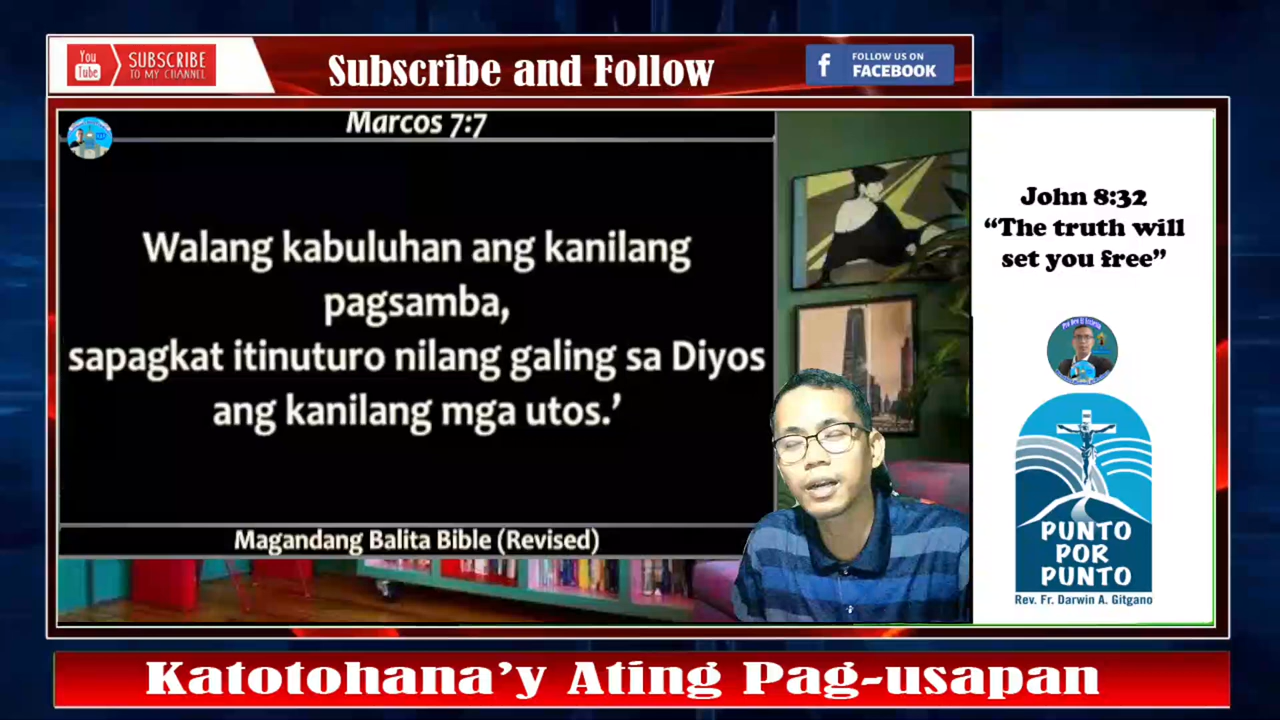 You
Tube
SUBSCRIBE
TO MY CHANNEL
Subscribe and Follow
FOLLOW US ON
FACEBOOK
Marcos 7:7
Walang kabuluhan ang kanilang
pagsamba,
sapagkat itinuturo nilang galing sa Diyos
ang kanilang mga utos.’
Magandang Balita Bible (Revised)
John 8:32
“The truth will
set you free”
PUNTO
POR
PUNTO
Rev. Fr. Darwin A. Gitgano
Katotohana’y Ating Pag-usapan